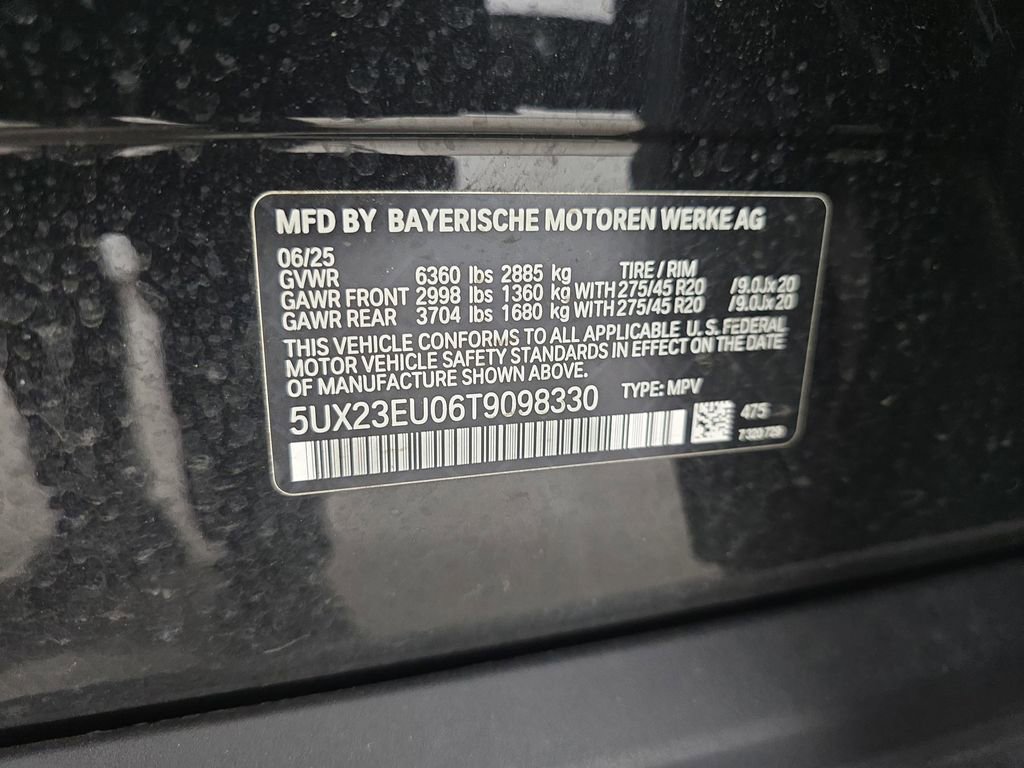 MFD BY BAYERISCHE MOTOREN WERKE AG
06/25
GVWR 6360 lbs 2885 kg TIRE / RIM
GAWR FRONT 2998 lbs 1360 kg WITH 275/45 R20 /9.0Jx20
GAWR REAR 3704 lbs 1680 kg WITH 275/45 R20 /9.0Jx20
THIS VEHICLE CONFORMS TO ALL APPLICABLE U.S. FEDERAL
MOTOR VEHICLE SAFETY STANDARDS IN EFFECT ON THE DATE
OF MANUFACTURE SHOWN ABOVE.
5UX23EU06T9098330 TYPE: MPV
475